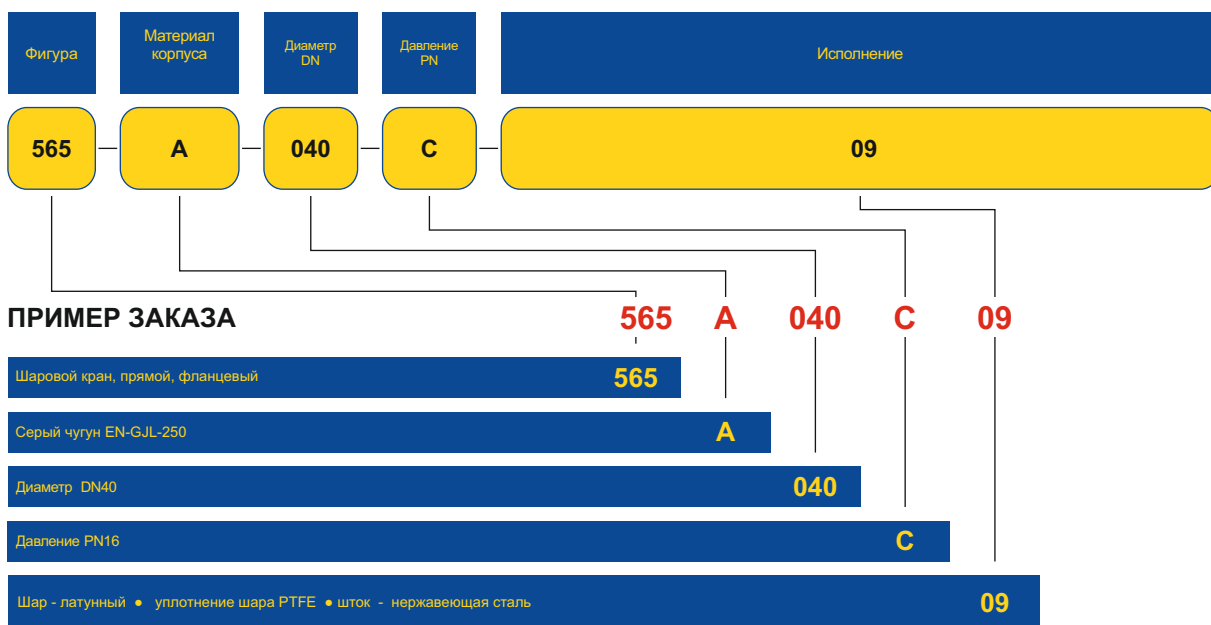 Фигура
Материал
корпуса
Диаметр
DN
Давление
PN
Исполнение
565
A
040
C
09
ПРИМЕР ЗАКАЗА 565 A 040 C 09
Шаровой кран, прямой, фланцевый 565
Серый чугун EN-GJL-250 A
Диаметр DN40 040
Давление PN16 C
Шар - латунный ● уплотнение шара PTFE ● шток - нержавеющая сталь 09